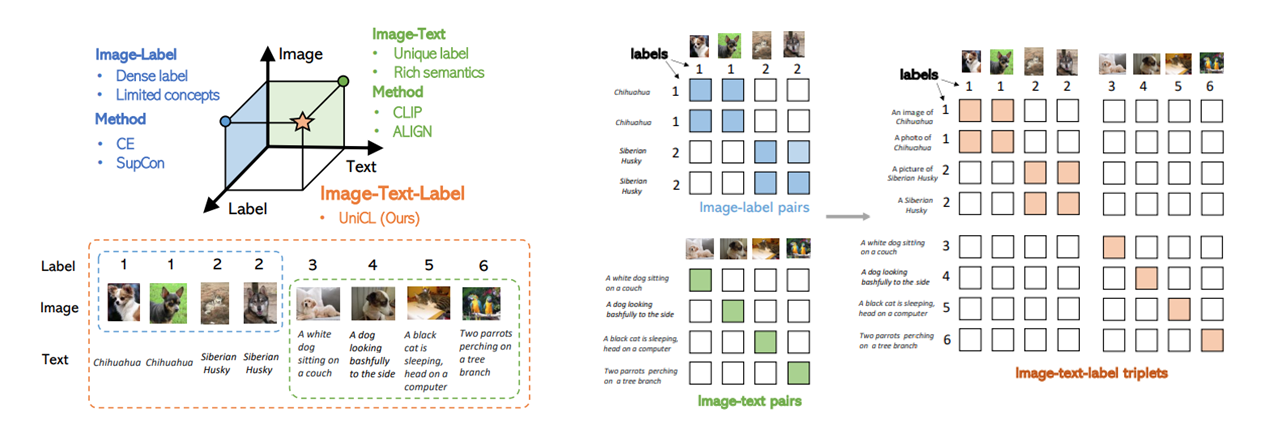 Image-Label
• Dense label
• Limited concepts
Method
• CE
• SupCon
Image
Text
Label
Image-Text
• Unique label
• Rich semantics
Method
• CLIP
• ALIGN
Image-Text-Label
• UniCL (Ours)
Label
1 1 2 2 3 4 5 6
Image
Text
Chihuahua
Chihuahua
Siberian
Husky
Siberian
Husky
A white
dog
sitting on
a couch
A dog
looking
bashfully
to the side
A black
cat is
sleeping,
head on a
computer
Two parrots
perching on
a tree
branch
labels
1 1 2 2
Chihuahua 1
Chihuahua 1
Siberian
Husky 2
Siberian
Husky 2
Image-label pairs
A white dog sitting
on a couch
A dog looking
bashfully to the side
A black cat is sleeping,
head on a computer
Two parrots perching
on a tree branch
Image-text pairs
labels
1 1 2 2 3 4 5 6
An image of
Chihuahua
1
A photo of
Chihuahua
1
A picture of
Siberian Husky
2
A Siberian
Husky
2
A white dog sitting
on a couch
3
A dog looking
bashfully to the side
4
A black cat is sleeping,
head on a computer
5
Two parrots perching
on a tree branch
6
Image-text-label triplets